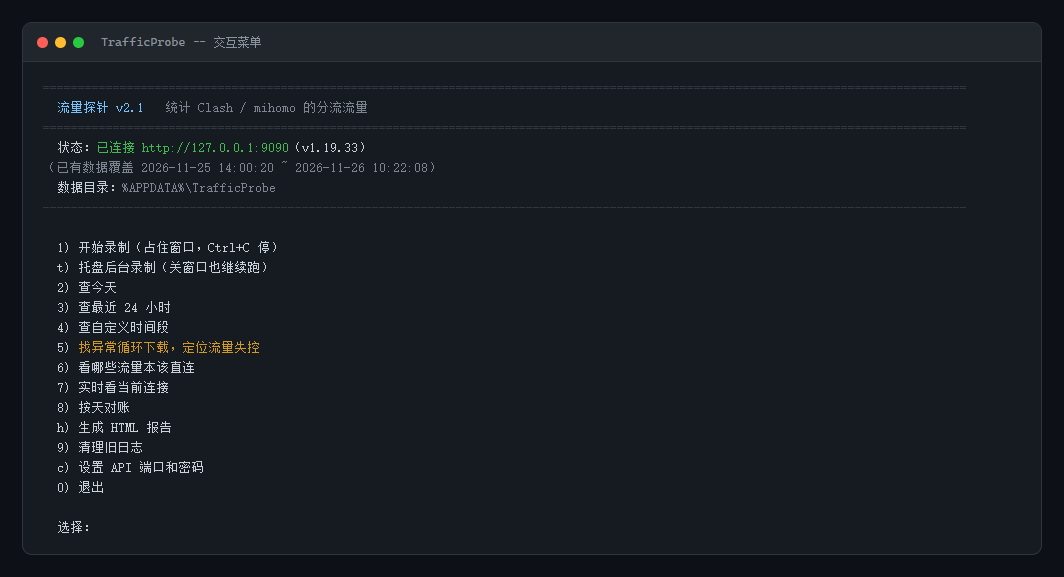 TrafficProbe -- 交互菜单
流量探针 v2.1 统计 Clash / mihomo 的分流流量
状态: 已连接 http://127.0.0.1:9090 (v1.19.33)
(已有数据覆盖 2026-11-25 14:00:20 ~ 2026-11-26 10:22:08)
数据目录: %APPDATA%\TrafficProbe
1) 开始录制(占住窗口,Ctrl+C 停)
t) 托盘后台录制(关窗口也继续跑)
2) 查今天
3) 查最近 24 小时
4) 查自定义时间段
5) 找异常循环下载,定位流量失控
6) 看哪些流量本该直连
7) 实时看当前连接
8) 按天对账
h) 生成 HTML 报告
9) 清理旧日志
c) 设置 API 端口和密码
0) 退出
选择: